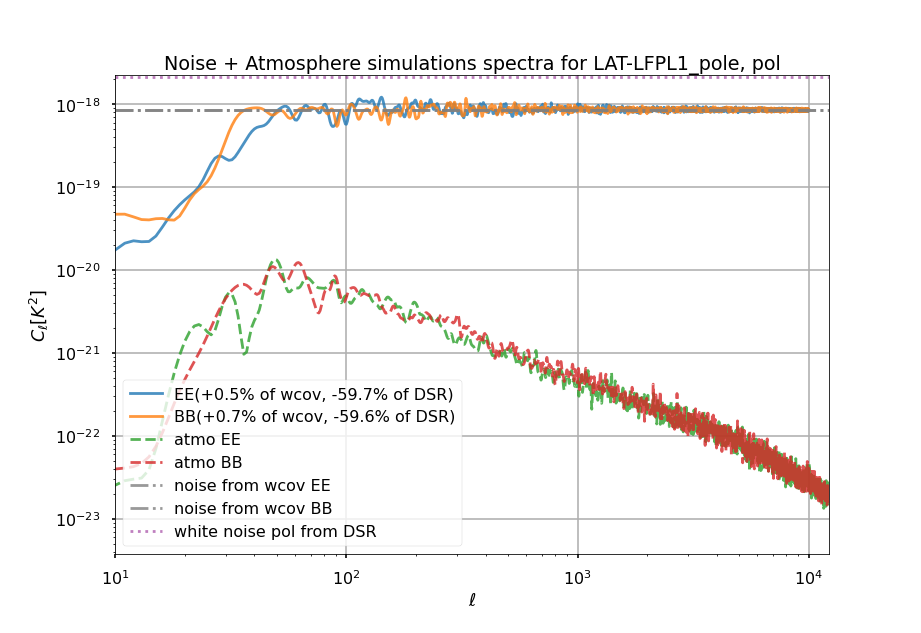 Noise + Atmosphere simulations spectra for LAT-LFPL1_pole, pol
C_ℓ[K^2]
10^−18
10^−19
10^−20
10^−21
10^−22
10^−23
EE(+0.5% of wcov, -59.7% of DSR)
BB(+0.7% of wcov, -59.6% of DSR)
atmo EE
atmo BB
noise from wcov EE
noise from wcov BB
white noise pol from DSR
10^1 10^2 10^3 10^4
ℓ